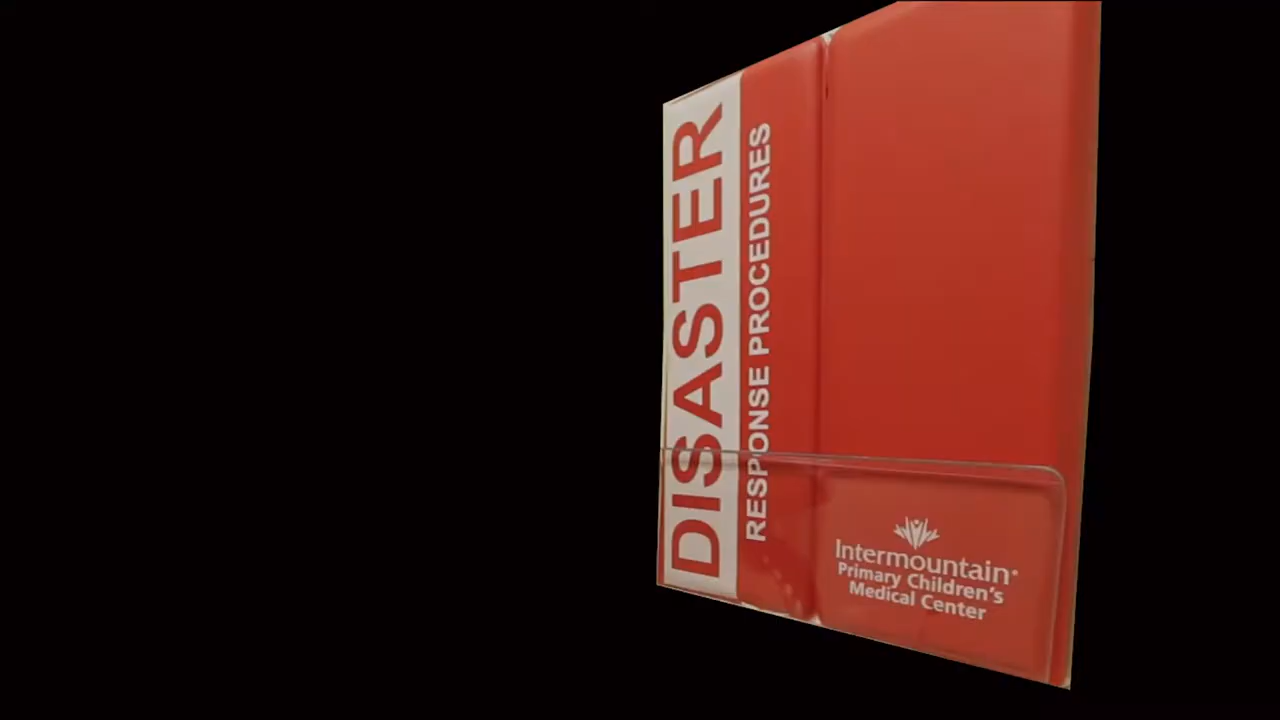 DISASTER
RESPONSE PROCEDURES
Intermountain
Primary Children's
Medical Center